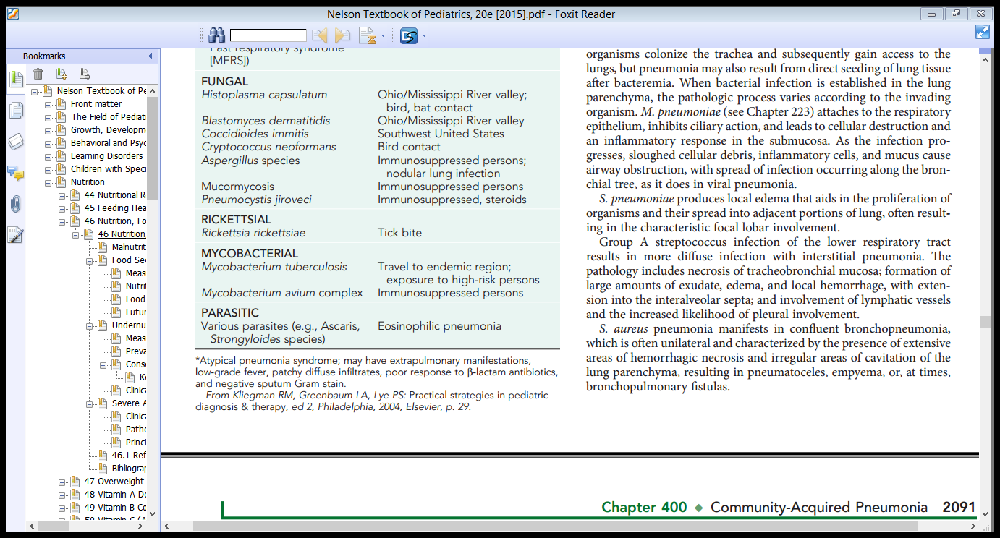 Nelson Textbook of Pediatrics, 20e [2015].pdf - Foxit Reader
Bookmarks
Nelson Textbook of Pe
Front matter
The Field of Pediat
Growth, Developm
Behavioral and Psyc
Learning Disorders
Children with Speci
Nutrition
44 Nutritional R
45 Feeding Hea
46 Nutrition, Fo
46 Nutrition
Malnutrit
Food Sec
Meas
Nutri
Food
Futur
Undernu
Meas
Preva
Cons
K
Clinica
Severe A
Clinica
Patho
Princi
46.1 Ref
Bibliograp
47 Overweight
48 Vitamin A De
49 Vitamin B Co
50 Vitamin C (A
East respiratory syndrome
[MERS])
FUNGAL
Histoplasma capsulatum Ohio/Mississippi River valley;
bird, bat contact
Blastomyces dermatitidis Ohio/Mississippi River valley
Coccidioides immitis Southwest United States
Cryptococcus neoformans Bird contact
Aspergillus species Immunosuppressed persons;
nodular lung infection
Mucormycosis Immunosuppressed persons
Pneumocystis jiroveci Immunosuppressed, steroids
RICKETTSIAL
Rickettsia rickettsiae Tick bite
MYCOBACTERIAL
Mycobacterium tuberculosis Travel to endemic region;
exposure to high-risk persons
Mycobacterium avium complex Immunosuppressed persons
PARASITIC
Various parasites (e.g., Ascaris, Eosinophilic pneumonia
Strongyloides species)
*Atypical pneumonia syndrome; may have extrapulmonary manifestations,
low-grade fever, patchy diffuse infiltrates, poor response to β-lactam antibiotics,
and negative sputum Gram stain.
From Kliegman RM, Greenbaum LA, Lye PS: Practical strategies in pediatric
diagnosis & therapy, ed 2, Philadelphia, 2004, Elsevier, p. 29.
organisms colonize the trachea and subsequently gain access to the
lungs, but pneumonia may also result from direct seeding of lung tissue
after bacteremia. When bacterial infection is established in the lung
parenchyma, the pathologic process varies according to the invading
organism. M. pneumoniae (see Chapter 223) attaches to the respiratory
epithelium, inhibits ciliary action, and leads to cellular destruction and
an inflammatory response in the submucosa. As the infection pro-
gresses, sloughed cellular debris, inflammatory cells, and mucus cause
airway obstruction, with spread of infection occurring along the bron-
chial tree, as it does in viral pneumonia.
S. pneumoniae produces local edema that aids in the proliferation of
organisms and their spread into adjacent portions of lung, often result-
ing in the characteristic focal lobar involvement.
Group A streptococcus infection of the lower respiratory tract
results in more diffuse infection with interstitial pneumonia. The
pathology includes necrosis of tracheobronchial mucosa; formation of
large amounts of exudate, edema, and local hemorrhage, with exten-
sion into the interalveolar septa; and involvement of lymphatic vessels
and the increased likelihood of pleural involvement.
S. aureus pneumonia manifests in confluent bronchopneumonia,
which is often unilateral and characterized by the presence of extensive
areas of hemorrhagic necrosis and irregular areas of cavitation of the
lung parenchyma, resulting in pneumatoceles, empyema, or, at times,
bronchopulmonary fistulas.
Chapter 400 ◆ Community-Acquired Pneumonia 2091